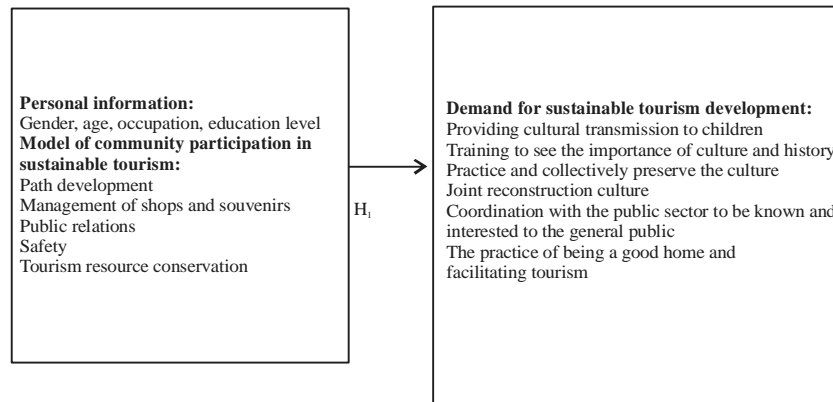 Personal information:
Gender, age, occupation, education level
Model of community participation in
sustainable tourism:
Path development
Management of shops and souvenirs
Public relations
Safety
Tourism resource conservation
H₁
Demand for sustainable tourism development:
Providing cultural transmission to children
Training to see the importance of culture and history
Practice and collectively preserve the culture
Joint reconstruction culture
Coordination with the public sector to be known and
interested to the general public
The practice of being a good home and
facilitating tourism